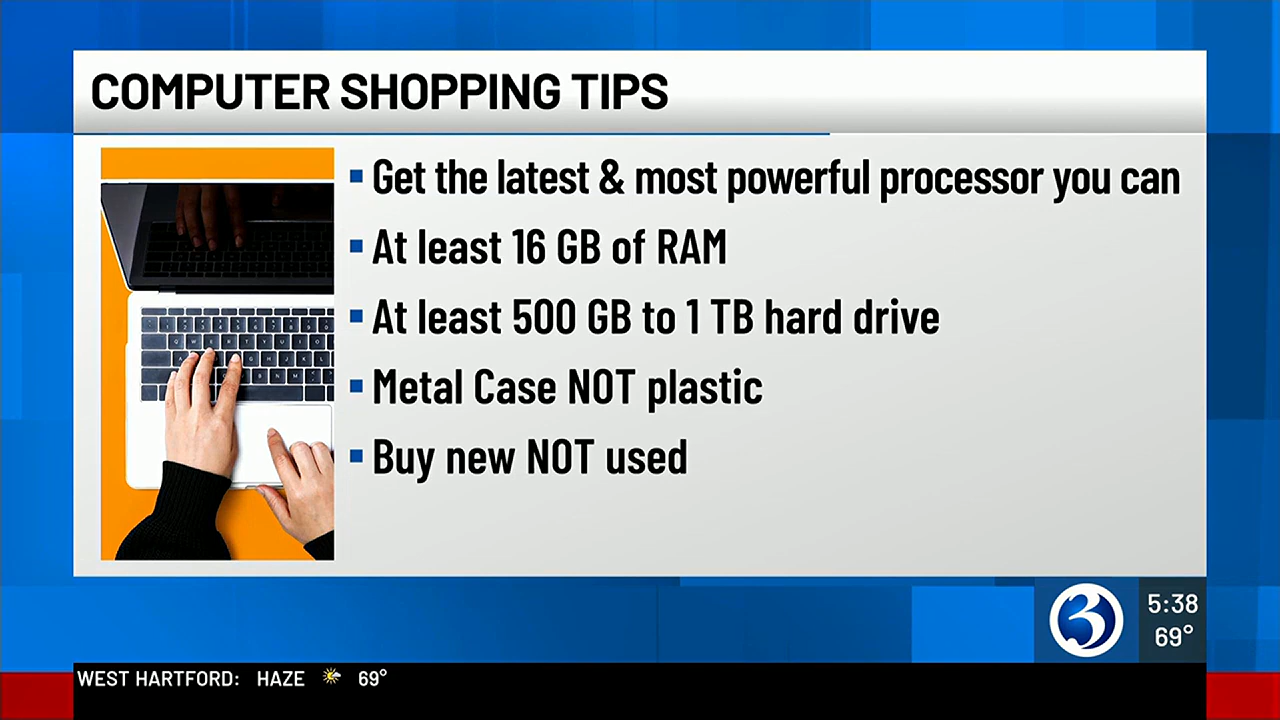 COMPUTER SHOPPING TIPS
Get the latest & most powerful processor you can
At least 16 GB of RAM
At least 500 GB to 1 TB hard drive
Metal Case NOT plastic
Buy new NOT used
3
5:38
69°
WEST HARTFORD: HAZE 69°